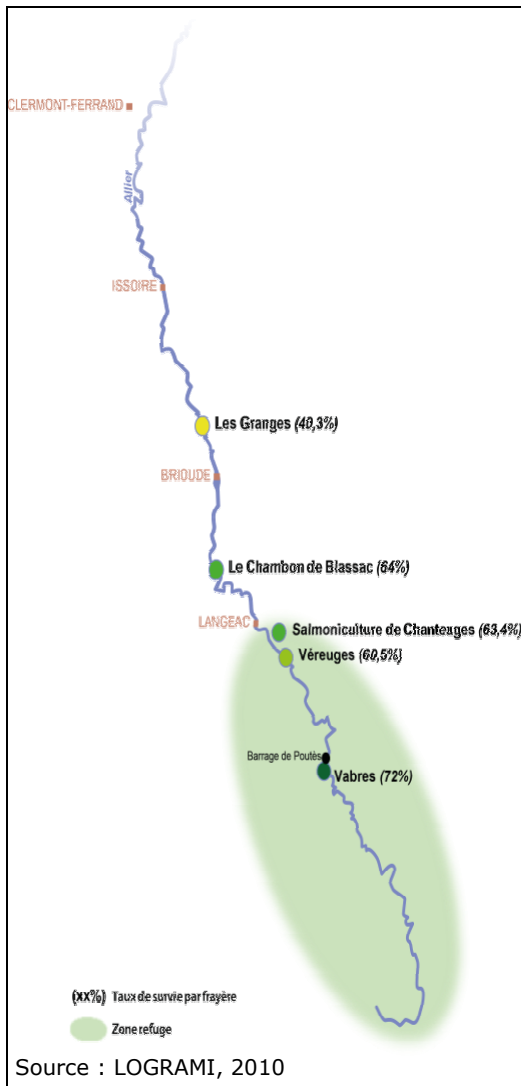 CLERMONT-FERRAND
Allier
ISSOIRE
Les Granges (40,3%)
BRIOUDE
Le Chambon de Blassac (64%)
LANGEAC
Salmoniculture de Chanteuges (63,4%)
Véreuges (60,5%)
Barrage de Poutès
Vabres (72%)
(xx%) Taux de survie par frayère
Zone refuge
Source : LOGRAMI, 2010